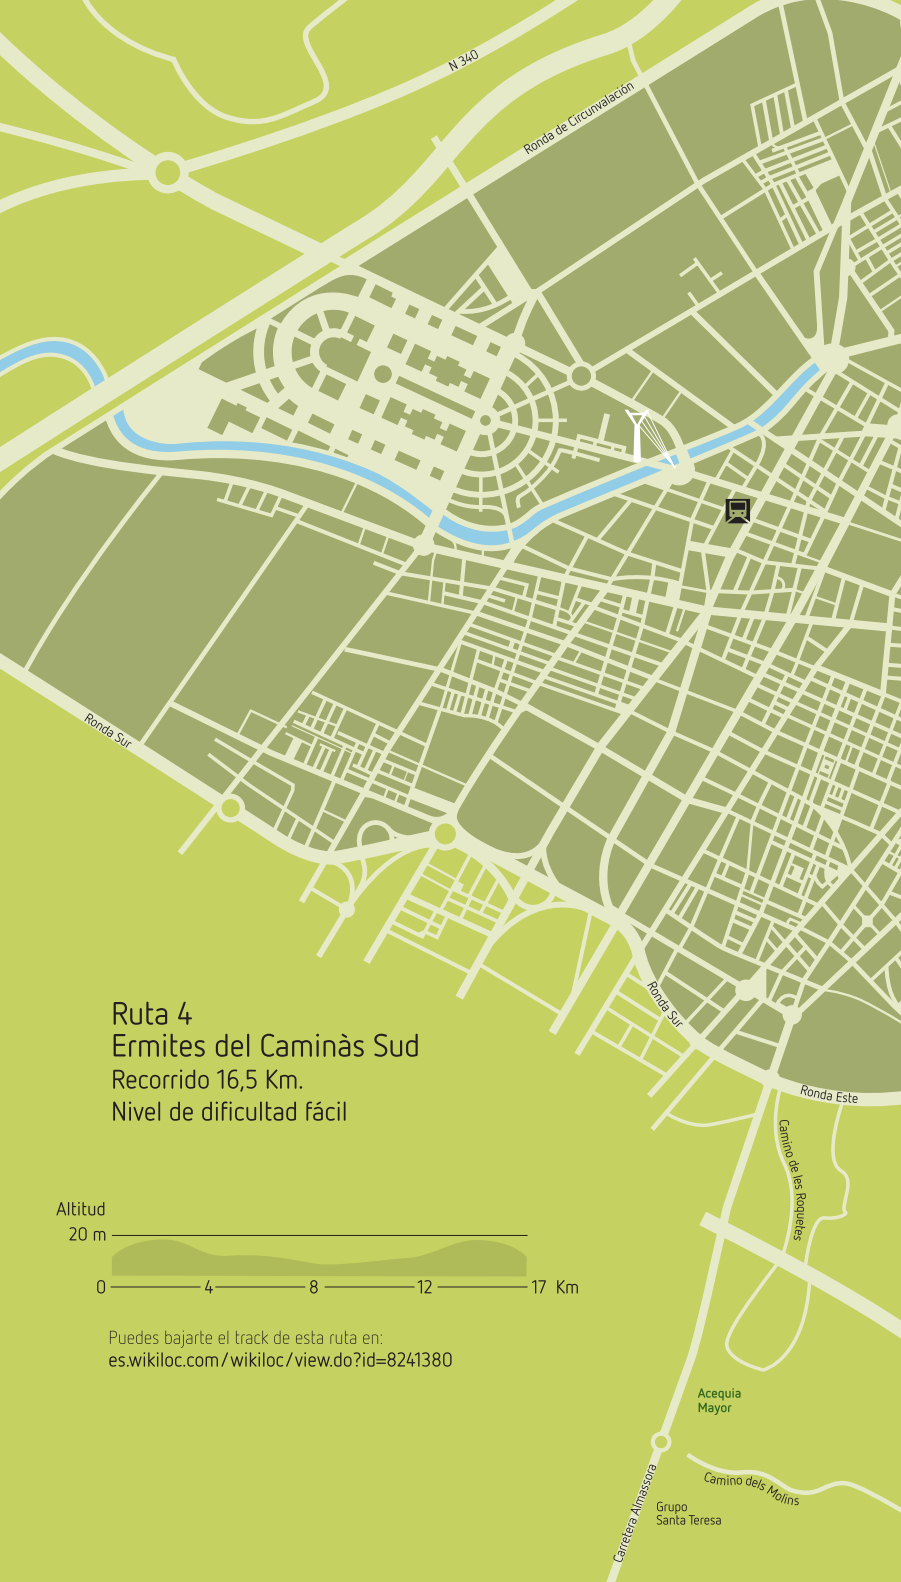 N 340
Ronda de Circunvalación
Ronda Sur
Ruta 4
Ermites del Caminàs Sud
Recorrido 16,5 Km.
Nivel de dificultad fácil
Ronda Sur
Ronda Este
Camino de les Roquetes
Altitud
20 m
0 4 8 12 17 Km
Puedes bajarte el track de esta ruta en:
es.wikiloc.com/wikiloc/view.do?id=8241380
Acequia
Mayor
Camino dels Molins
Carretera Almassora
Grupo
Santa Teresa